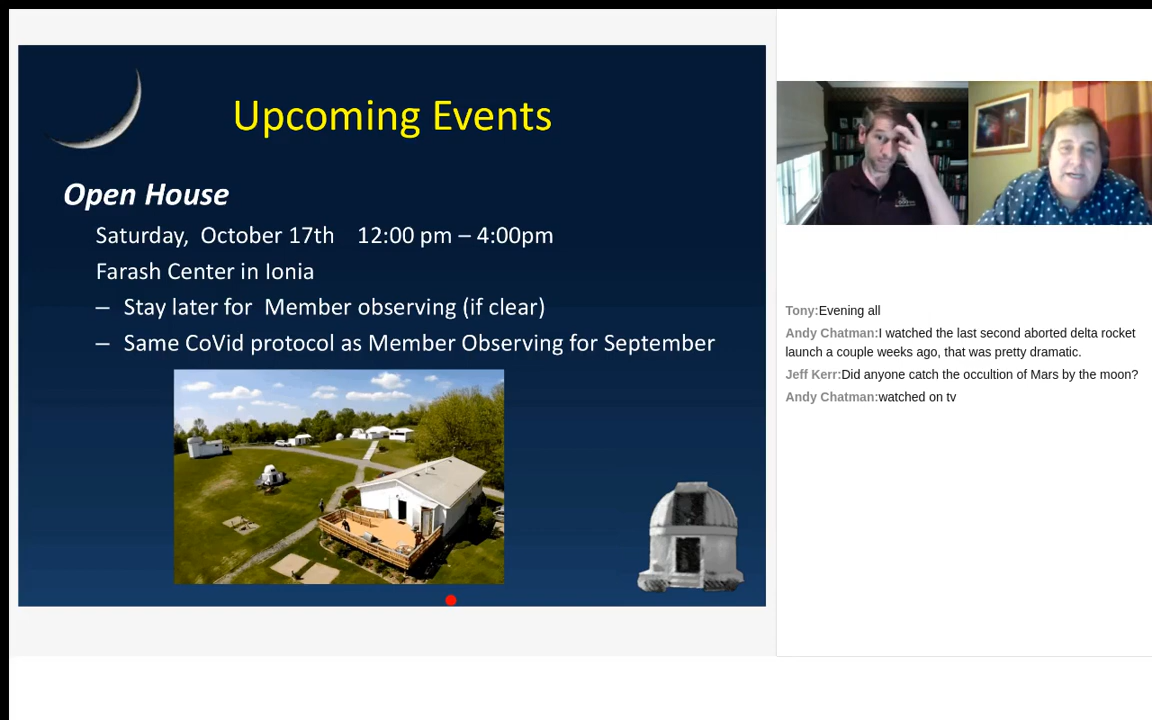 Upcoming Events
Open House
Saturday, October 17th 12:00 pm – 4:00pm
Farash Center in Ionia
– Stay later for Member observing (if clear)
– Same CoVid protocol as Member Observing for September
Tony:Evening all
Andy Chatman:I watched the last second aborted delta rocket
launch a couple weeks ago, that was pretty dramatic.
Jeff Kerr:Did anyone catch the occultion of Mars by the moon?
Andy Chatman:watched on tv